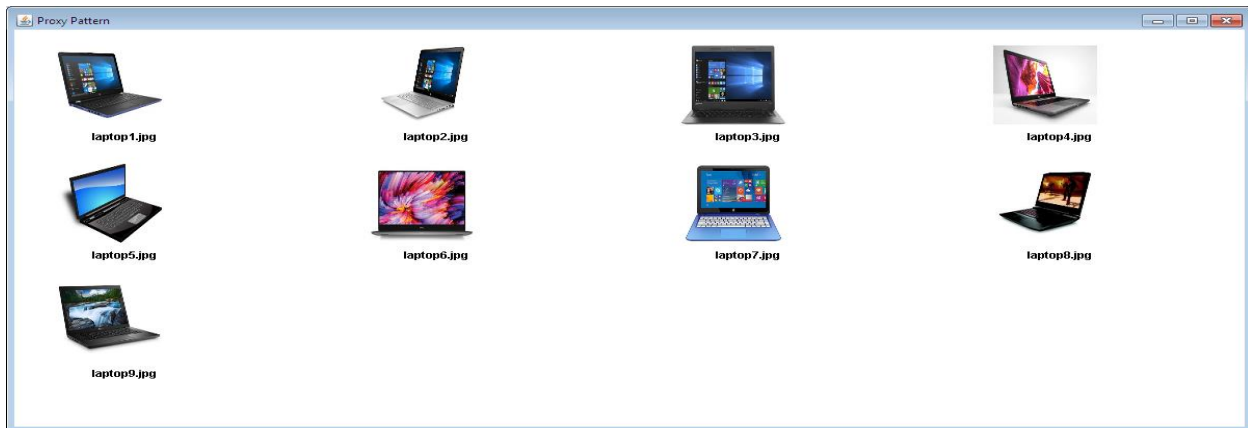 Proxy Pattern
laptop1.jpg laptop2.jpg laptop3.jpg laptop4.jpg
laptop5.jpg laptop6.jpg laptop7.jpg laptop8.jpg
laptop9.jpg